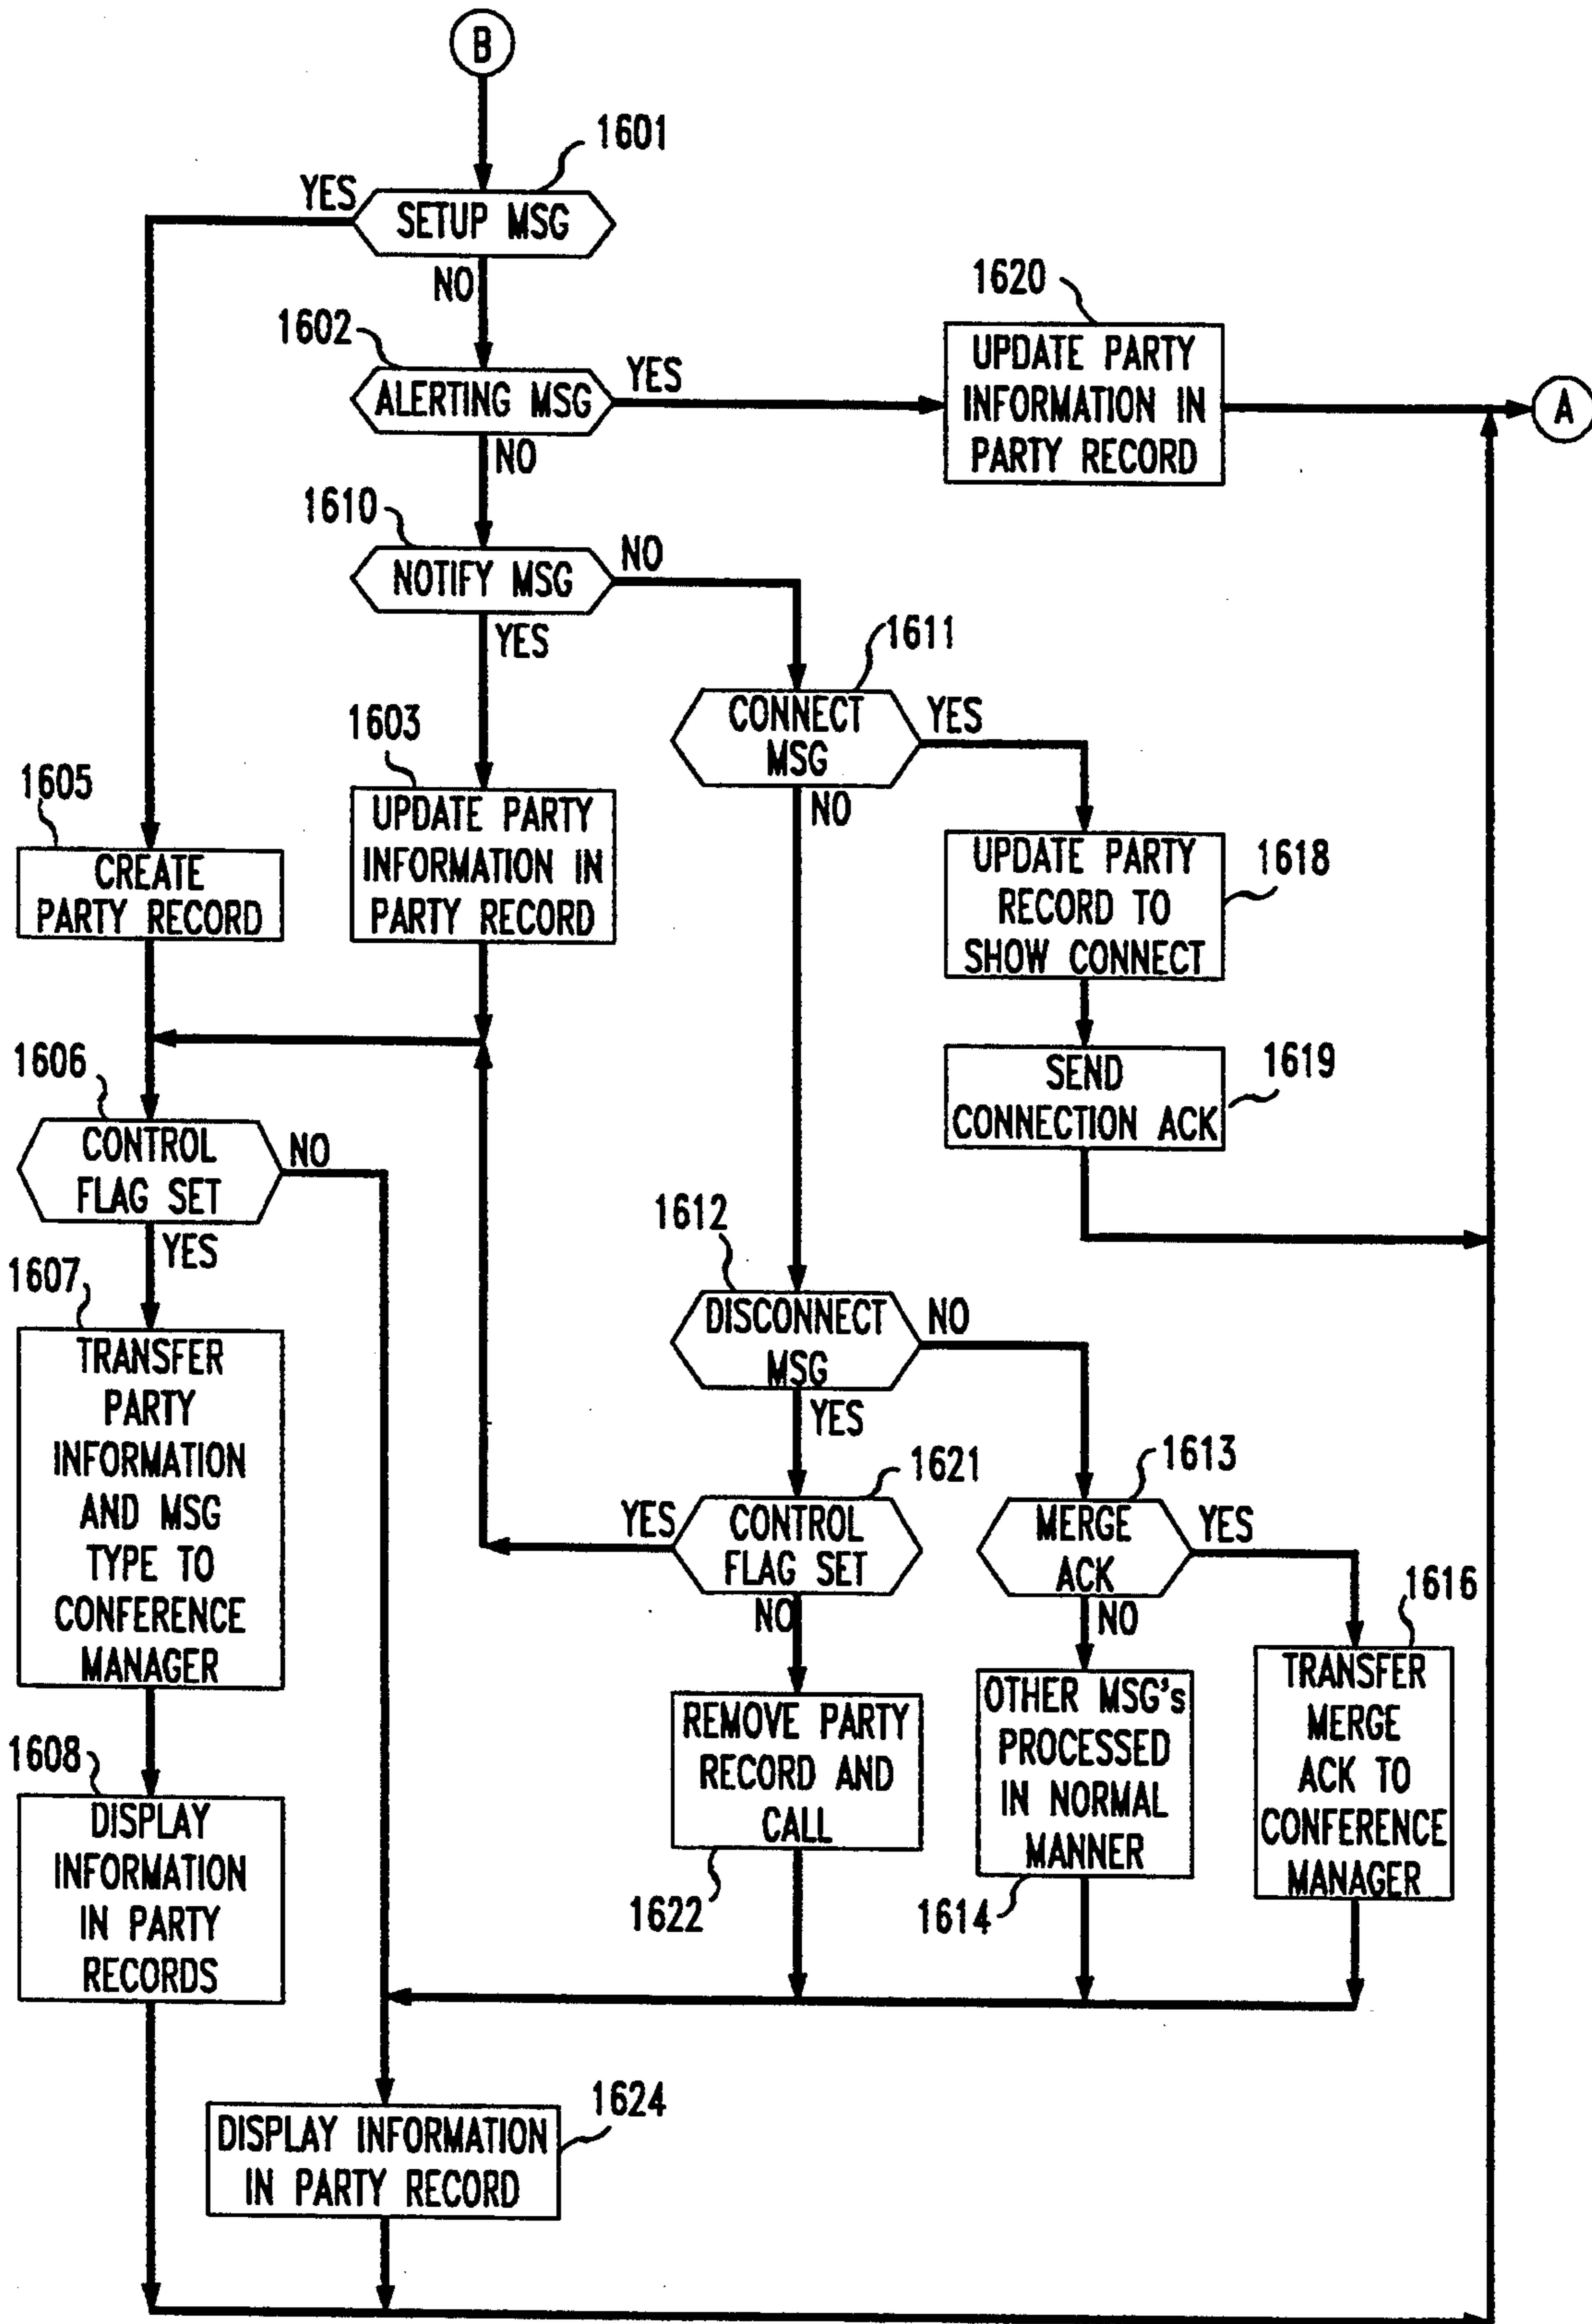 B
1601
YES
SETUP MSG
NO
1620
1602
UPDATE PARTY
INFORMATION IN
PARTY RECORD
ALERTING MSG
YES
A
NO
1610
NOTIFY MSG
NO
YES
1611
CONNECT
MSG
YES
NO
1603
UPDATE PARTY
INFORMATION IN
PARTY RECORD
1605
CREATE
PARTY RECORD
UPDATE PARTY
RECORD TO
SHOW CONNECT
1618
SEND
CONNECTION ACK
1619
1606
CONTROL
FLAG SET
NO
YES
1612
DISCONNECT
MSG
NO
YES
1607
TRANSFER
PARTY
INFORMATION
AND MSG
TYPE TO
CONFERENCE
MANAGER
1621
YES
CONTROL
FLAG SET
NO
1613
MERGE
ACK
YES
NO
1616
TRANSFER
MERGE
ACK TO
CONFERENCE
MANAGER
REMOVE PARTY
RECORD AND
CALL
1622
OTHER MSG's
PROCESSED
IN NORMAL
MANNER
1614
1608
DISPLAY
INFORMATION
IN PARTY
RECORDS
1624
DISPLAY INFORMATION
IN PARTY RECORD